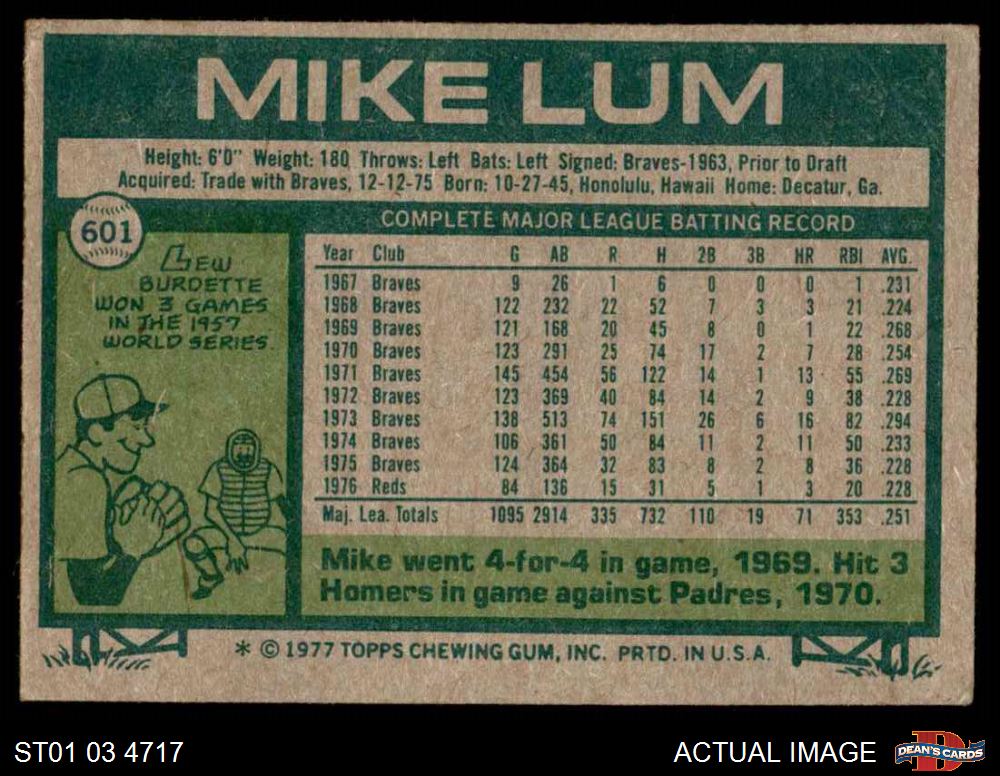 MIKE LUM
Height: 6'0" Weight: 180 Throws: Left Bats: Left Signed: Braves-1963, Prior to Draft
Acquired: Trade with Braves, 12-12-75 Born: 10-27-45, Honolulu, Hawaii Home: Decatur, Ga.
601
LEW
BURDETTE
WON 3 GAMES
IN THE 1957
WORLD SERIES.
COMPLETE MAJOR LEAGUE BATTING RECORD
Year Club G AB R H 2B 3B HR RBI AVG.
1967 Braves 9 26 1 6 0 0 0 1 .231
1968 Braves 122 232 22 52 7 3 3 21 .224
1969 Braves 121 168 20 45 8 0 1 22 .268
1970 Braves 123 291 25 74 17 2 7 28 .254
1971 Braves 145 454 56 122 14 1 13 55 .269
1972 Braves 123 369 40 84 14 2 9 38 .228
1973 Braves 138 513 74 151 26 6 16 82 .294
1974 Braves 106 361 50 84 11 2 11 50 .233
1975 Braves 124 364 32 83 8 2 8 36 .228
1976 Reds 84 136 15 31 5 1 3 20 .228
Maj. Lea. Totals 1095 2914 335 732 110 19 71 353 .251
Mike went 4-for-4 in game, 1969. Hit 3
Homers in game against Padres, 1970.
* © 1977 TOPPS CHEWING GUM, INC. PRTD. IN U.S.A.
ST01 03 4717
ACTUAL IMAGE
D
DEAN'S CARDS